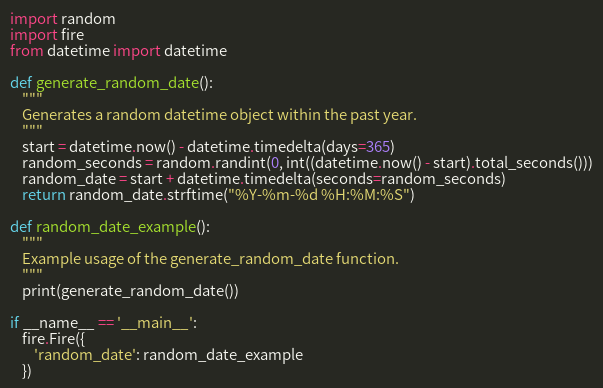 import random
import fire
from datetime import datetime

def generate_random_date():
    """
    Generates a random datetime object within the past year.
    """
    start = datetime.now() - datetime.timedelta(days=365)
    random_seconds = random.randint(0, int((datetime.now() - start).total_seconds()))
    random_date = start + datetime.timedelta(seconds=random_seconds)
    return random_date.strftime("%Y-%m-%d %H:%M:%S")

def random_date_example():
    """
    Example usage of the generate_random_date function.
    """
    print(generate_random_date())

if __name__ == '__main__':
    fire.Fire({
        'random_date': random_date_example
    })